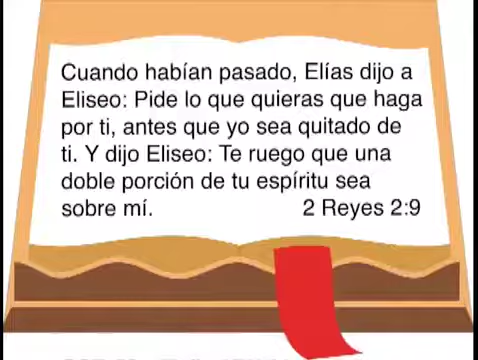 Cuando habían pasado, Elías dijo a
Eliseo: Pide lo que quieras que haga
por ti, antes que yo sea quitado de
ti. Y dijo Eliseo: Te ruego que una
doble porción de tu espíritu sea
sobre mí. 2 Reyes 2:9